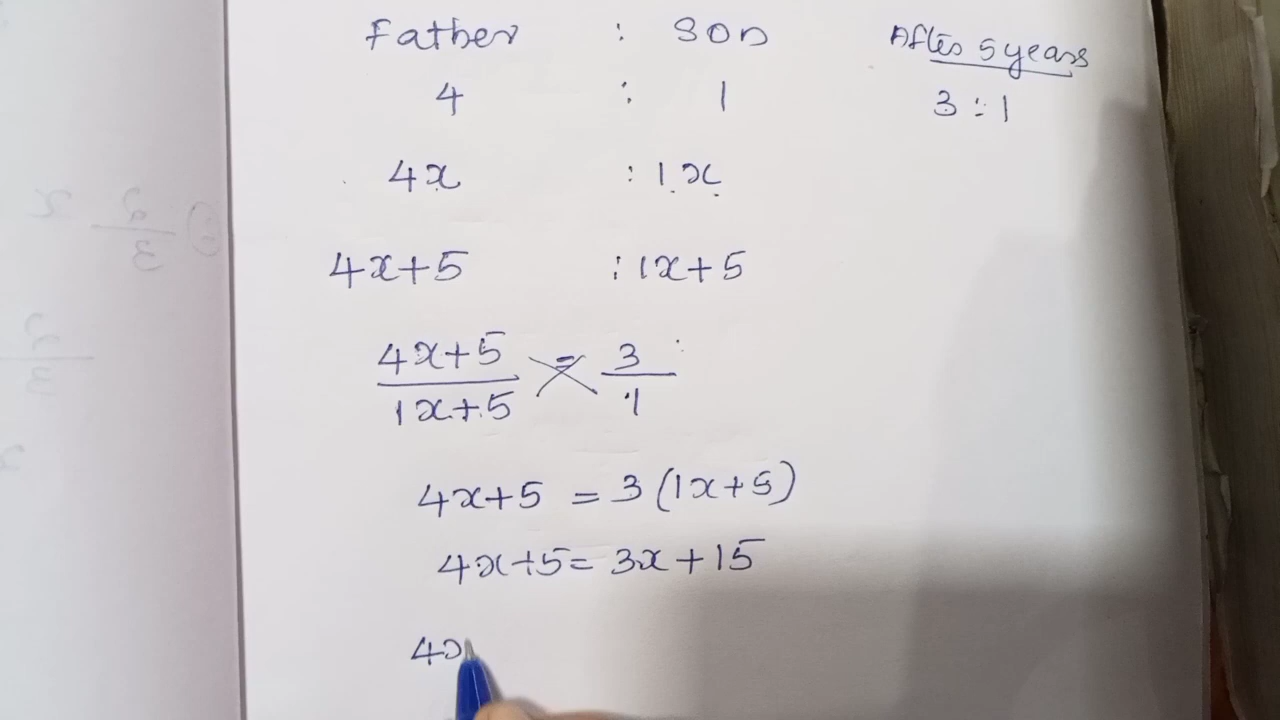 Father : Son After 5 years
4 : 1 3 : 1
4x : 1x
4x+5 : 1x+5
4x+5 = 3
1x+5 1
4x+5 = 3(1x+5)
4x+5 = 3x+15
4x